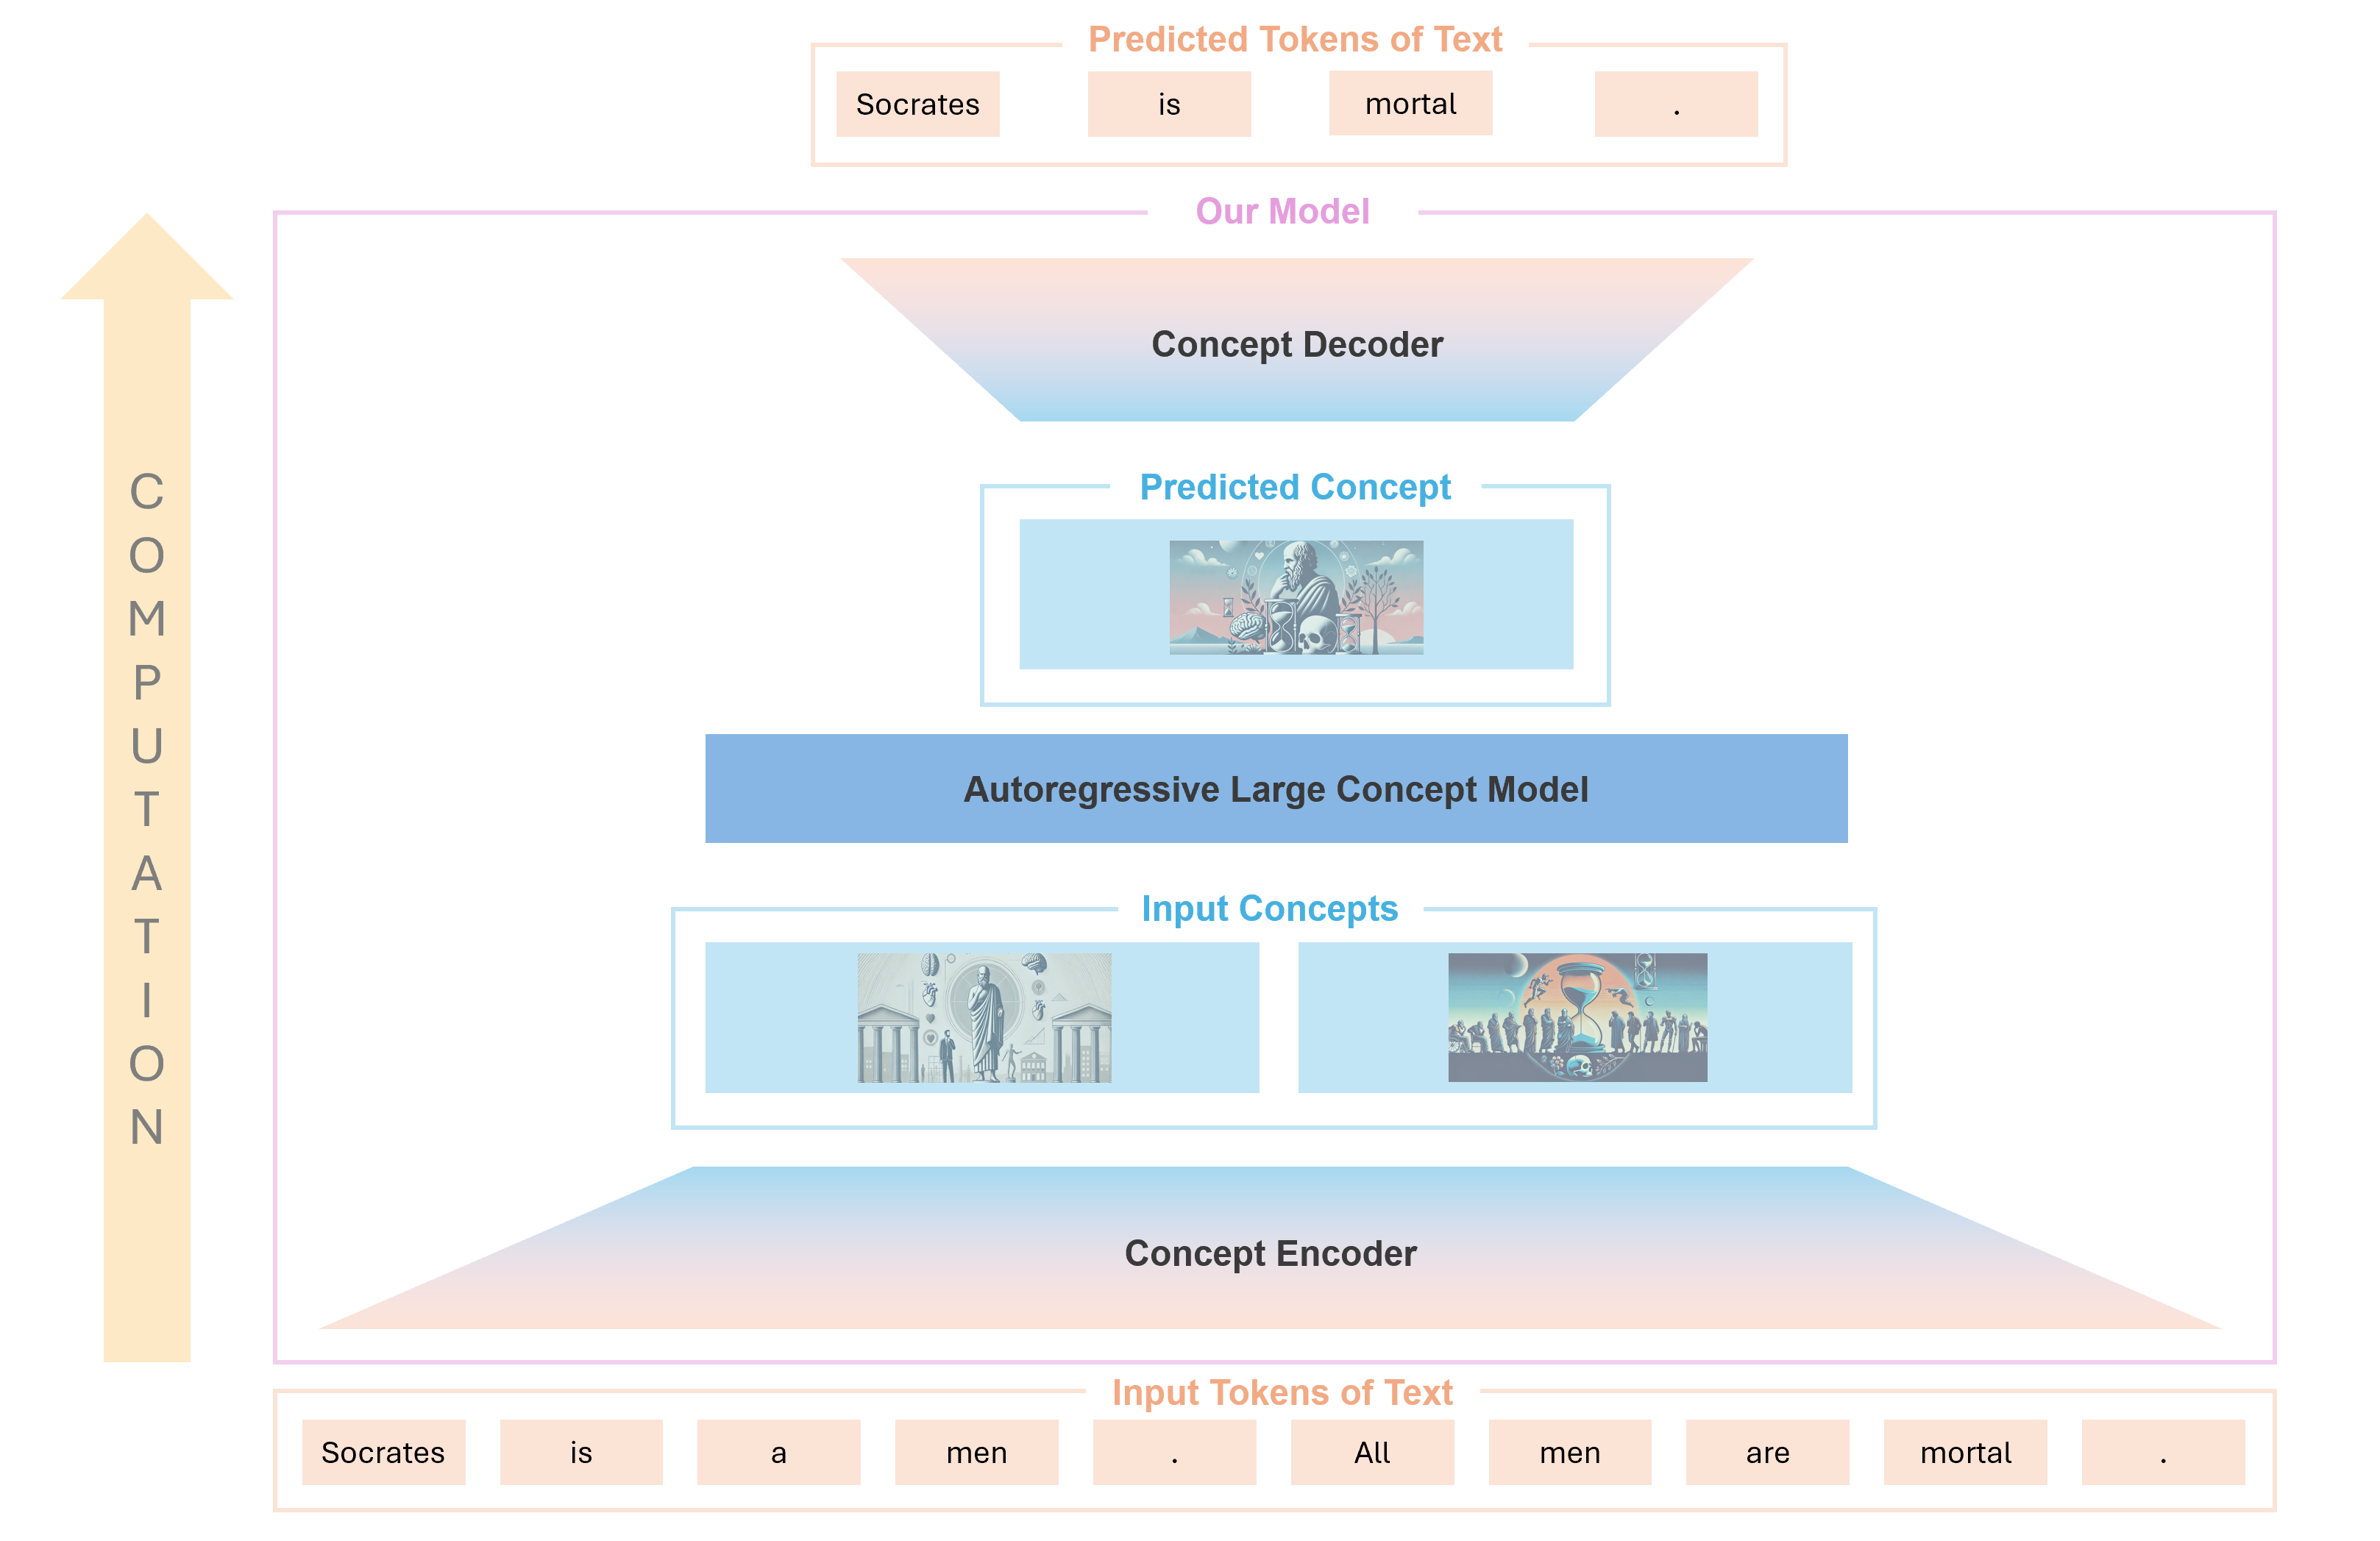 Predicted Tokens of Text
Socrates is mortal .
Our Model
Concept Decoder
Predicted Concept
Autoregressive Large Concept Model
Input Concepts
Concept Encoder
Input Tokens of Text
Socrates is a men . All men are mortal .
COMPUTATION